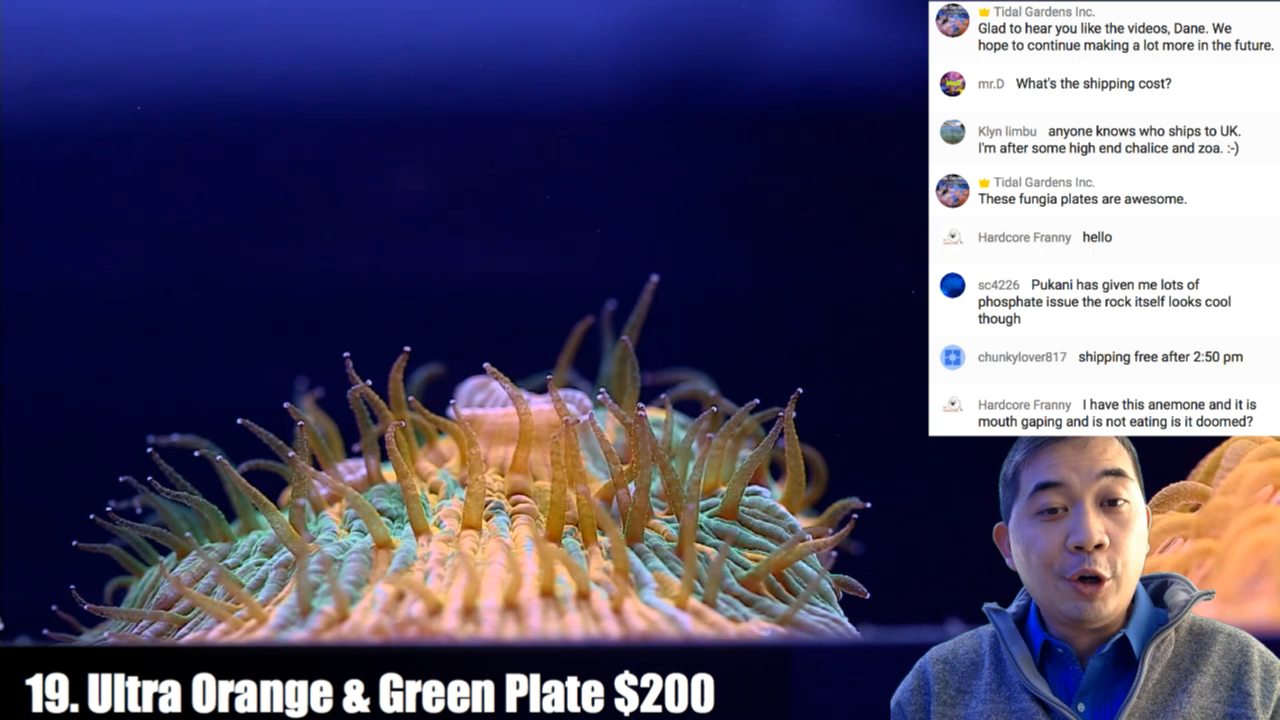 Tidal Gardens Inc.
Glad to hear you like the videos, Dane. We
hope to continue making a lot more in the future.
mr.D What's the shipping cost?
Klyn limbu anyone knows who ships to UK.
I'm after some high end chalice and zoa. :-)
Tidal Gardens Inc.
These fungia plates are awesome.
Hardcore Franny hello
sc4226 Pukani has given me lots of
phosphate issue the rock itself looks cool
though
chunkylover817 shipping free after 2:50 pm
Hardcore Franny I have this anemone and it is
mouth gaping and is not eating is it doomed?
19. Ultra Orange & Green Plate $200